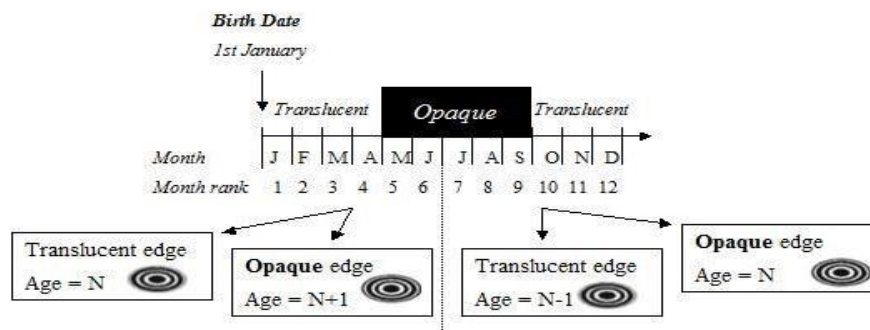 Birth Date
1st January
Translucent Opaque Translucent
Month J F M A M J J A S O N D
Month rank 1 2 3 4 5 6 7 8 9 10 11 12
Translucent edge
Age = N
Opaque edge
Age = N+1
Translucent edge
Age = N-1
Opaque edge
Age = N